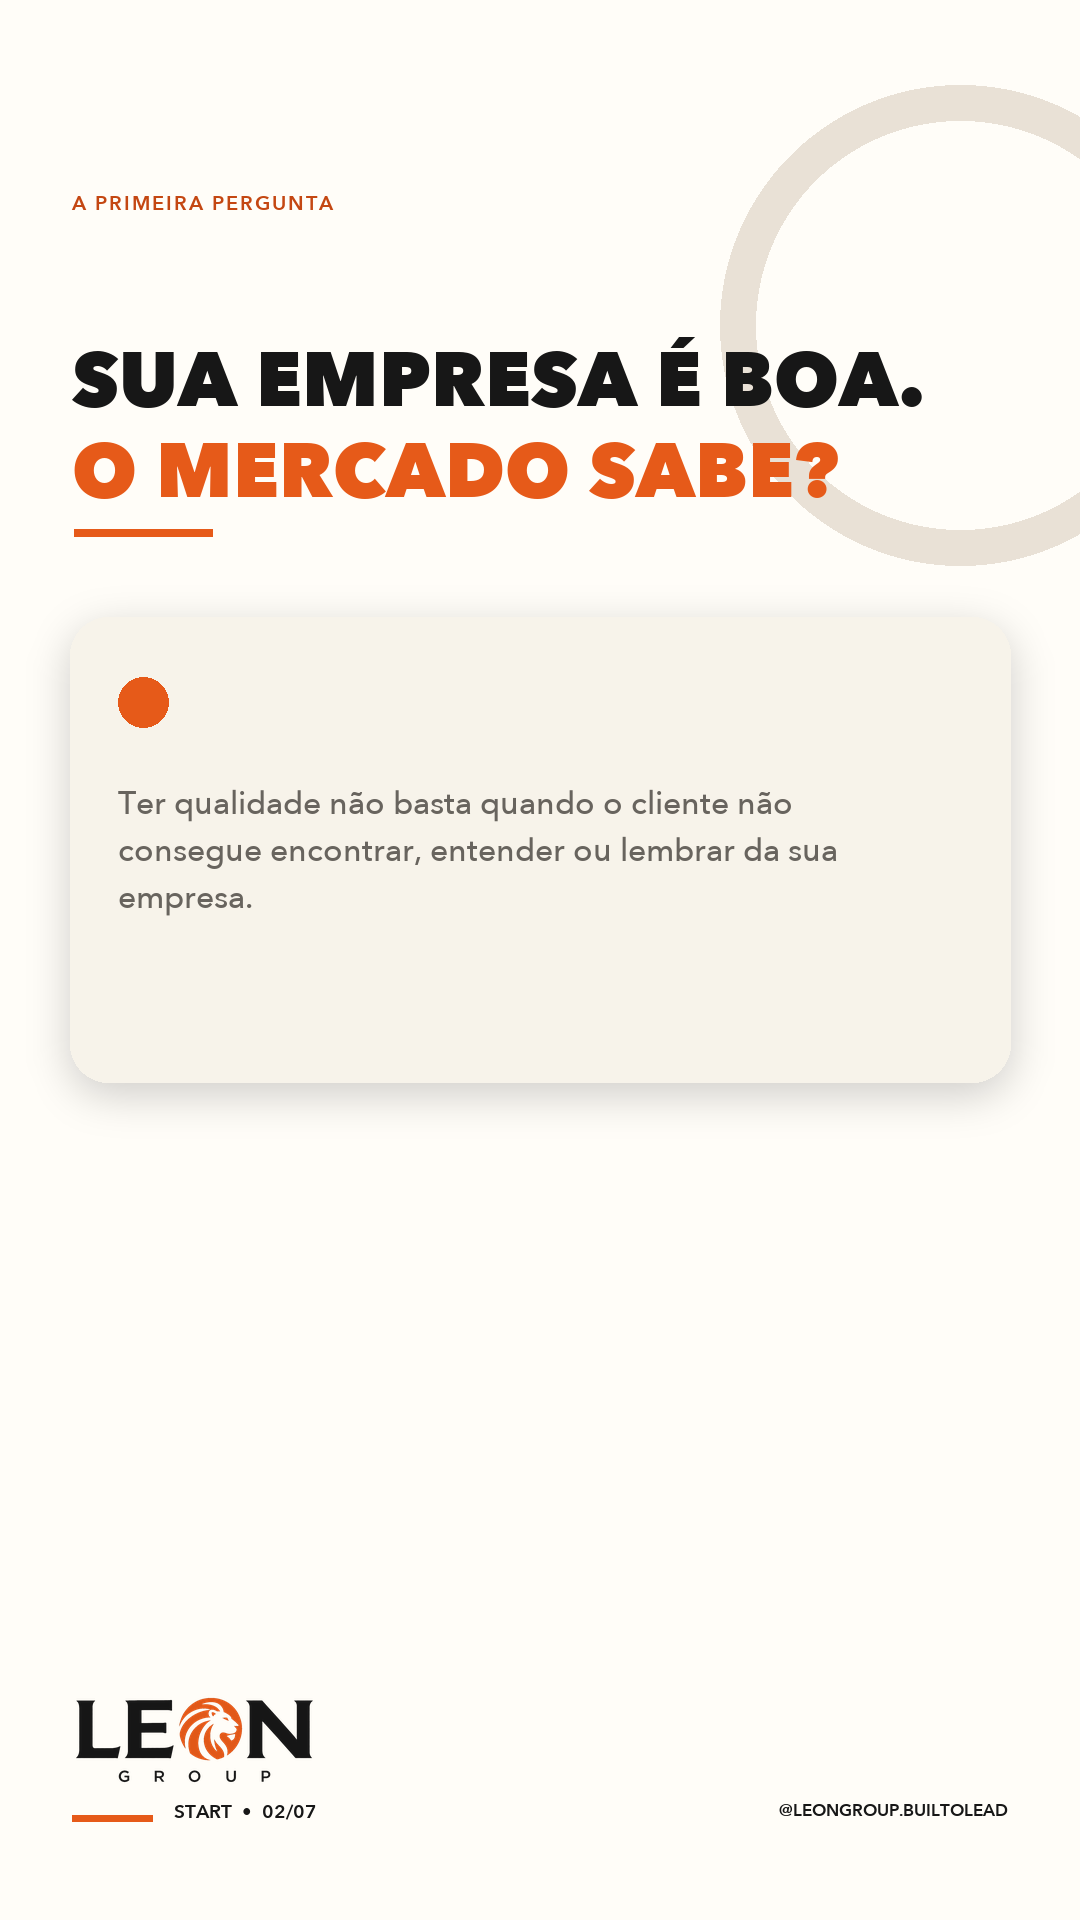 A PRIMEIRA PERGUNTA
SUA EMPRESA É BOA.
O MERCADO SABE?
Ter qualidade não basta quando o cliente não
consegue encontrar, entender ou lembrar da sua
empresa.
LEON
GROUP
START • 02/07
@LEONGROUP.BUILTOLEAD